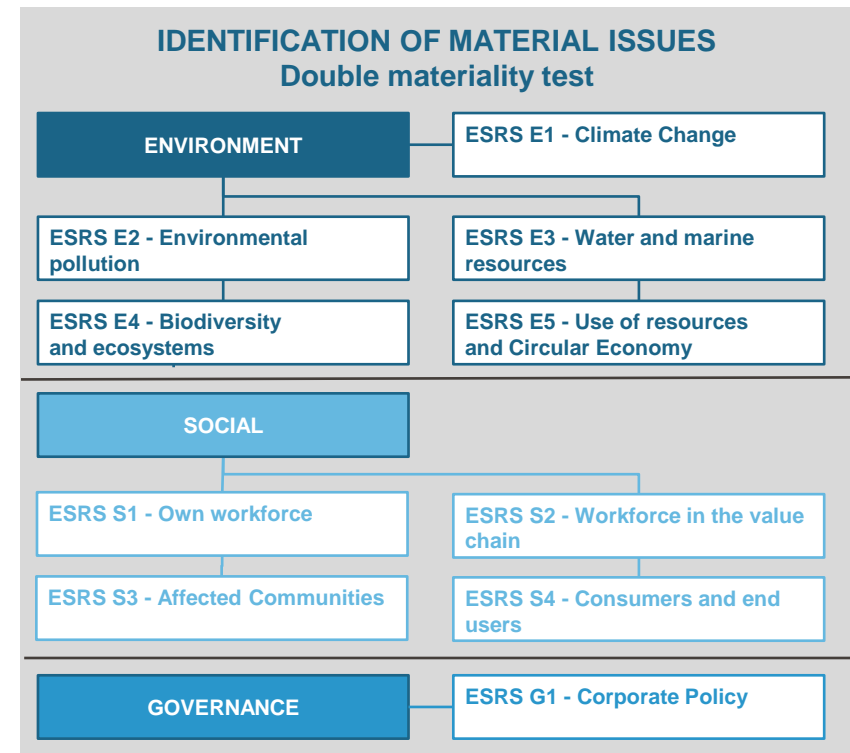 IDENTIFICATION OF MATERIAL ISSUES
Double materiality test
ENVIRONMENT
ESRS E1 - Climate Change
ESRS E2 - Environmental
pollution
ESRS E3 - Water and marine
resources
ESRS E4 - Biodiversity
and ecosystems
ESRS E5 - Use of resources
and Circular Economy
SOCIAL
ESRS S1 - Own workforce
ESRS S2 - Workforce in the value
chain
ESRS S3 - Affected Communities
ESRS S4 - Consumers and end
users
GOVERNANCE
ESRS G1 - Corporate Policy